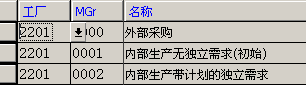 工厂 MGr 名称
2201 00 外部采购
2201 0001 内部生产无独立需求(初始)
2201 0002 内部生产带计划的独立需求